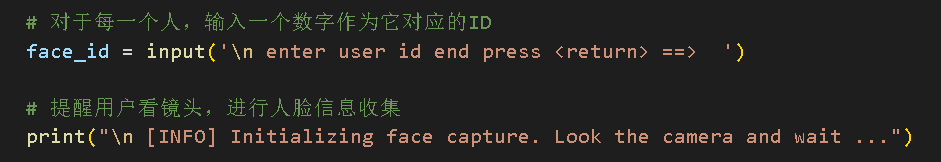 # 对于每一个人，输入一个数字作为它对应的ID
face_id = input('\n enter user id end press <return> ==>  ')
# 提醒用户看镜头，进行人脸信息收集
print("\n [INFO] Initializing face capture. Look the camera and wait ...")